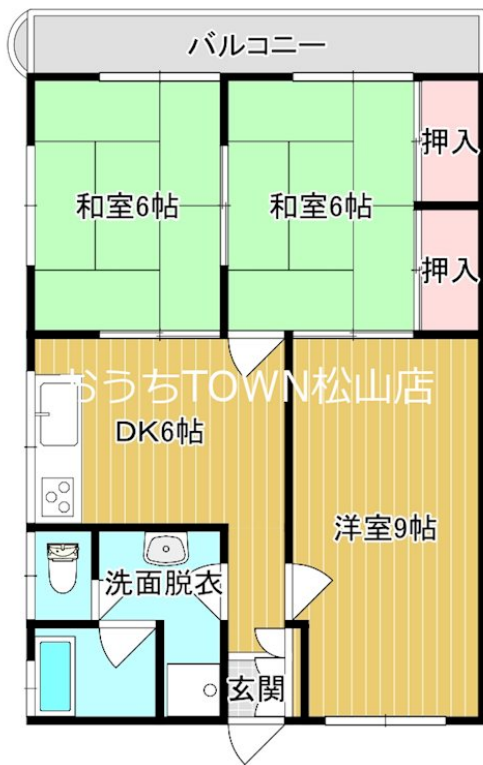 バルコニー
和室6帖
和室6帖
押入
押入
おうちTOWN松山店
DK6帖
洋室9帖
洗面脱衣
玄関